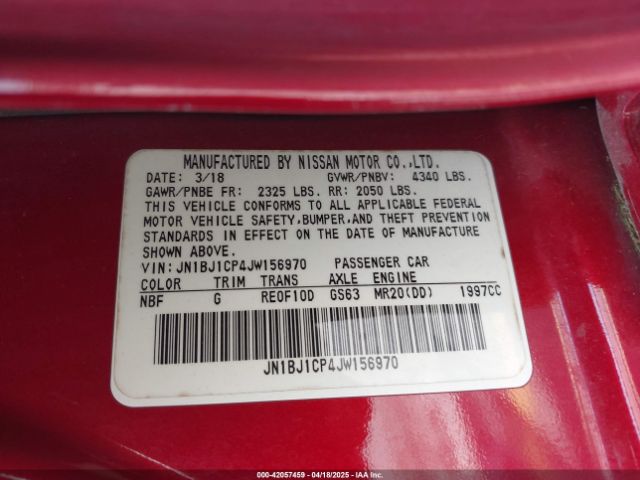 MANUFACTURED BY NISSAN MOTOR CO.,LTD.
DATE: 3/18 GVWR/PNBV: 4340 LBS.
GAWR/PNBE FR: 2325 LBS. RR: 2050 LBS.
THIS VEHICLE CONFORMS TO ALL APPLICABLE FEDERAL
MOTOR VEHICLE SAFETY,BUMPER,AND THEFT PREVENTION
STANDARDS IN EFFECT ON THE DATE OF MANUFACTURE
SHOWN ABOVE.
VIN: JN1BJ1CP4JW156970 PASSENGER CAR
COLOR TRIM TRANS AXLE ENGINE
NBF G RE0F10D GS63 MR20(DD) 1997CC
JN1BJ1CP4JW156970
000-42057459 - 04/18/2025 - IAAI.COM